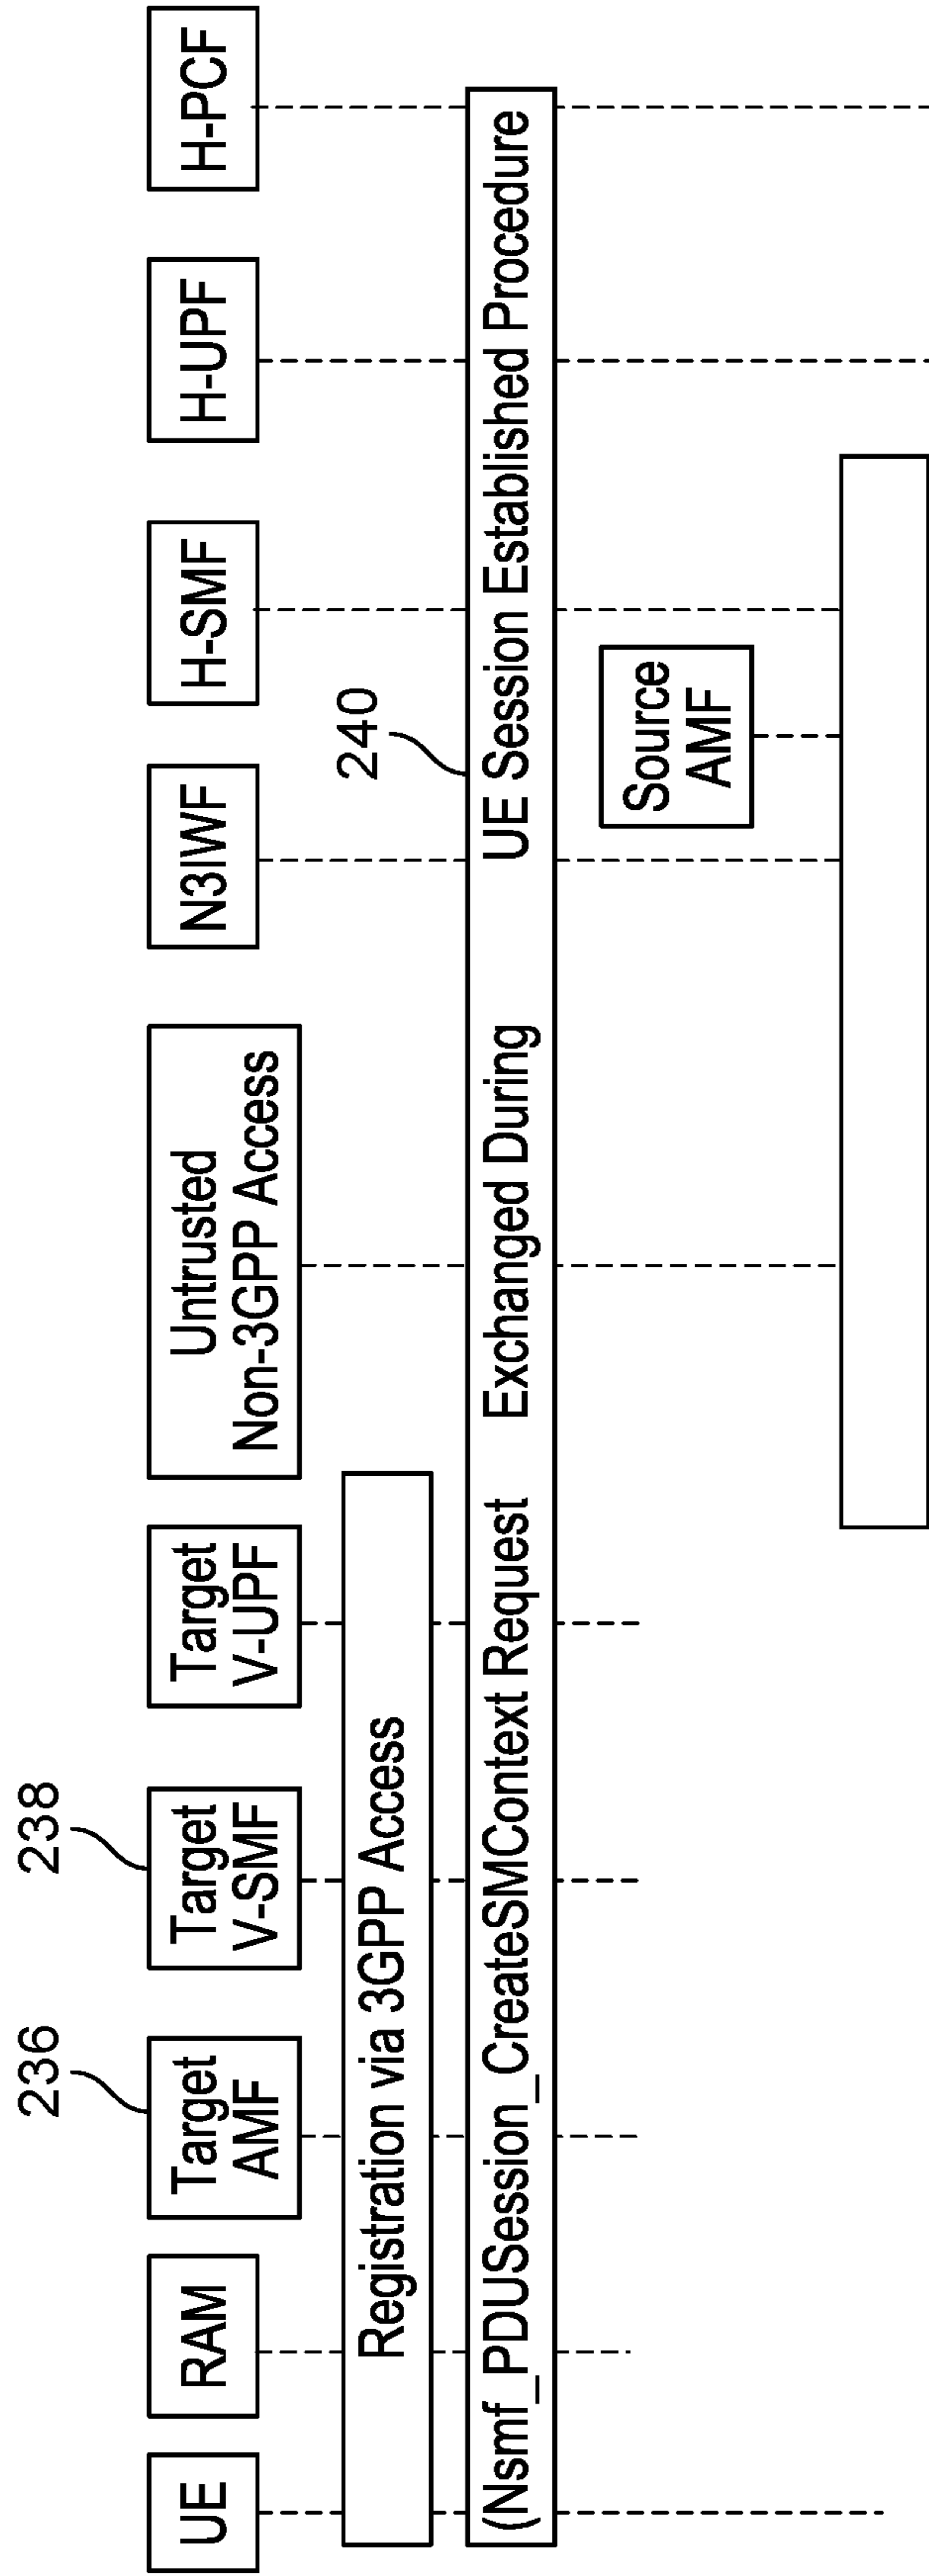 236
238
UE
RAM
Target
AMF
Target
V-SMF
Target
V-UPF
Untrusted
Non-3GPP Access
N3IWF
H-SMF
H-UPF
H-PCF
Registration via 3GPP Access
240
(Nsmf_PDUSession_CreateSMContext Request Exchanged During UE Session Established Procedure
Source
AMF